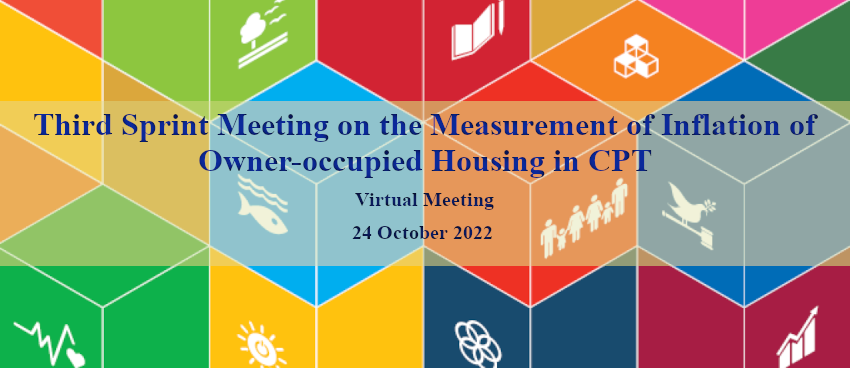 Third Sprint Meeting on the Measurement of Inflation of
Owner-occupied Housing in CPT
Virtual Meeting
24 October 2022